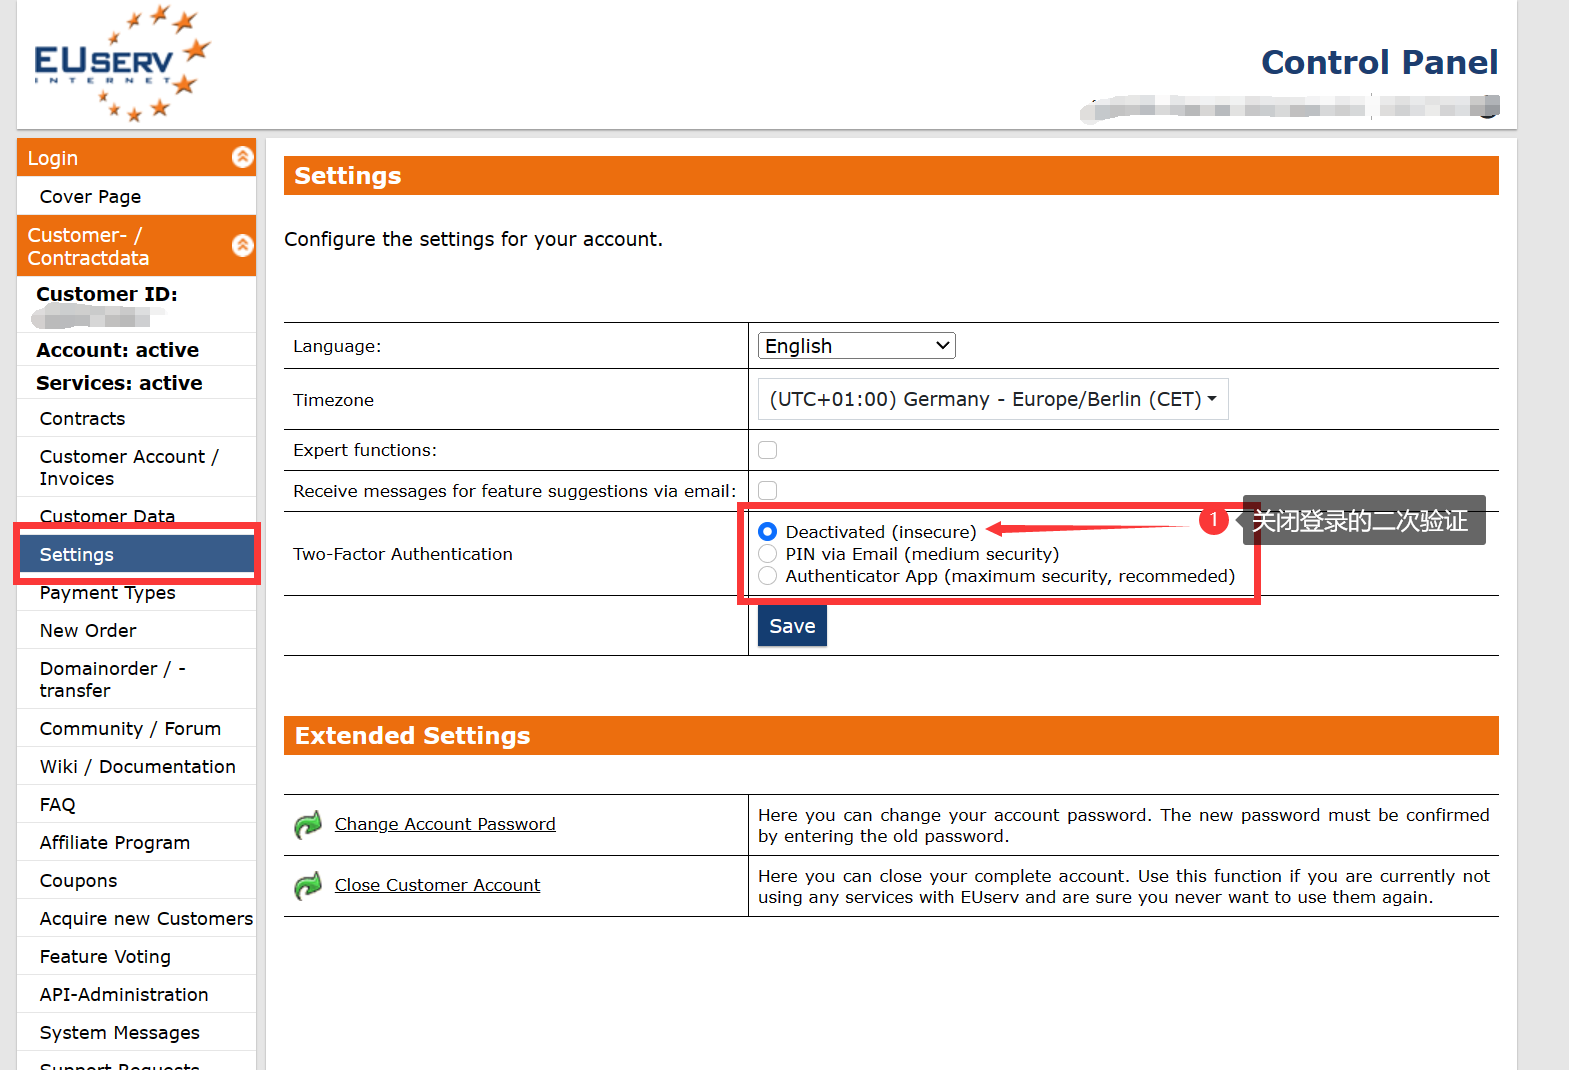 EUSERV
INTERNET
Control Panel
Login
Cover Page
Customer- /
Contractdata
Customer ID:
Account: active
Services: active
Contracts
Customer Account /
Invoices
Customer Data
Settings
Payment Types
New Order
Domainorder / -
transfer
Community / Forum
Wiki / Documentation
FAQ
Affiliate Program
Coupons
Acquire new Customers
Feature Voting
API-Administration
System Messages
Support Requests
Settings
Configure the settings for your account.
Language:
English
Timezone
(UTC+01:00) Germany - Europe/Berlin (CET)
Expert functions:
Receive messages for feature suggestions via email:
Two-Factor Authentication
Deactivated (insecure)
1
关闭登录的二次验证
PIN via Email (medium security)
Authenticator App (maximum security, recommeded)
Save
Extended Settings
Change Account Password
Here you can change your account password. The new password must be confirmed
by entering the old password.
Close Customer Account
Here you can close your complete account. Use this function if you are currently not
using any services with EUserv and are sure you never want to use them again.